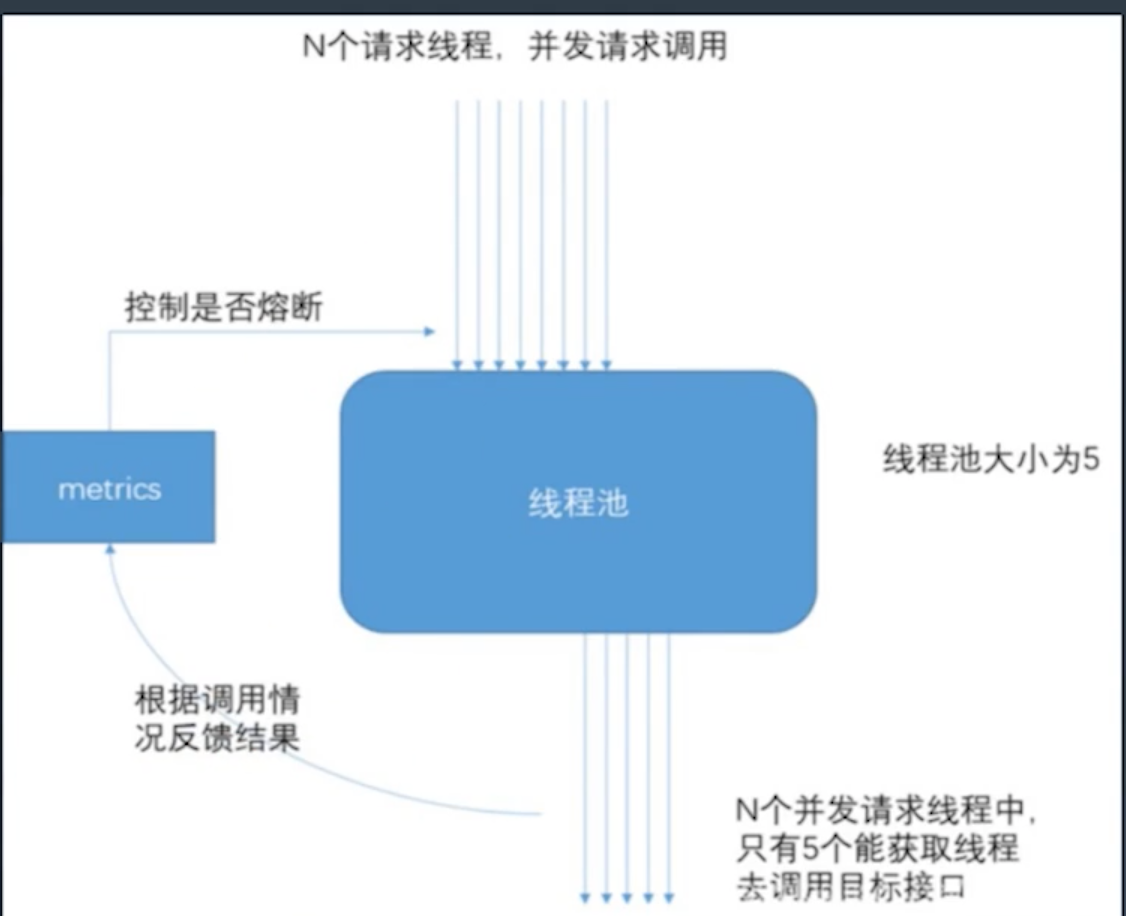 N个请求线程，并发请求调用
控制是否熔断
metrics
线程池
线程池大小为5
根据调用情
况反馈结果
N个并发请求线程中，
只有5个能获取线程
去调用目标接口